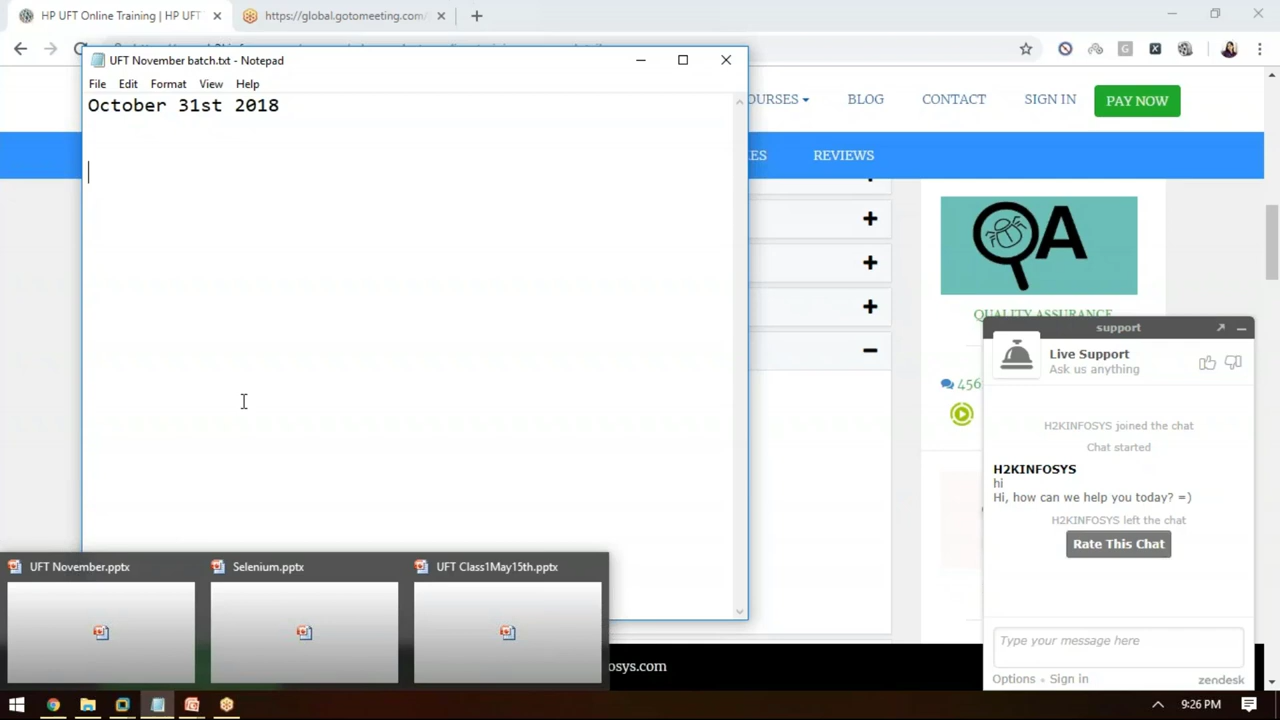 HP UFT Online Training | HP UFT
https://global.gotomeeting.com/
UFT November batch.txt - Notepad
File Edit Format View Help
October 31st 2018
COURSES
BLOG
CONTACT
SIGN IN
PAY NOW
REVIEWS
QA
QUALITY ASSURANCE
456
support
Live Support
Ask us anything
H2KINFOSYS joined the chat
Chat started
H2KINFOSYS
hi
Hi, how can we help you today? =)
H2KINFOSYS left the chat
Rate This Chat
Type your message here
Options • Sign in
zendesk
UFT November.pptx
Selenium.pptx
UFT Class1May15th.pptx
osys.com
9:26 PM